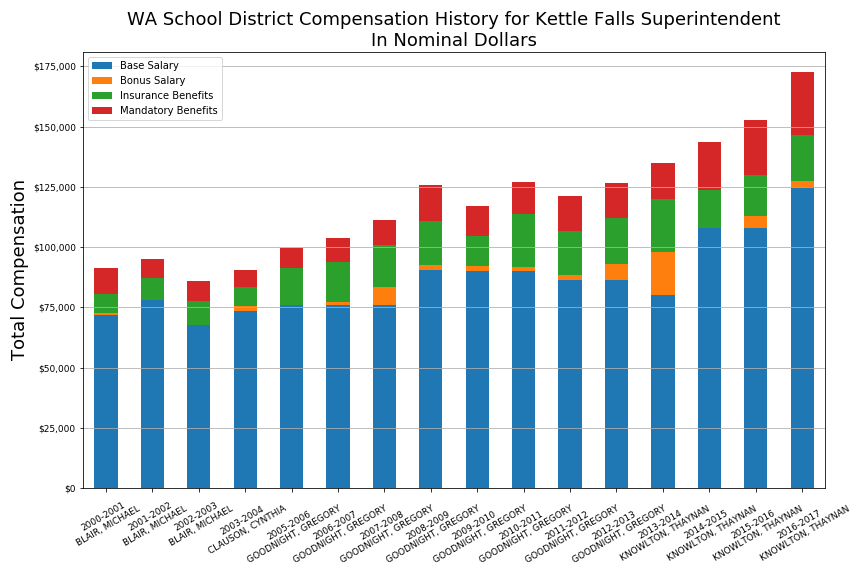 WA School District Compensation History for Kettle Falls Superintendent
In Nominal Dollars
Base Salary
Bonus Salary
Insurance Benefits
Mandatory Benefits
Total Compensation
$175,000
$150,000
$125,000
$100,000
$75,000
$50,000
$25,000
$0
2000-2001
BLAIR, MICHAEL
2001-2002
BLAIR, MICHAEL
2002-2003
BLAIR, MICHAEL
2003-2004
CLAUSON, CYNTHIA
2005-2006
GOODNIGHT, GREGORY
2006-2007
GOODNIGHT, GREGORY
2007-2008
GOODNIGHT, GREGORY
2008-2009
GOODNIGHT, GREGORY
2009-2010
GOODNIGHT, GREGORY
2010-2011
GOODNIGHT, GREGORY
2011-2012
GOODNIGHT, GREGORY
2012-2013
GOODNIGHT, GREGORY
2013-2014
KNOWLTON, THAYNAN
2014-2015
KNOWLTON, THAYNAN
2015-2016
KNOWLTON, THAYNAN
2016-2017
KNOWLTON, THAYNAN